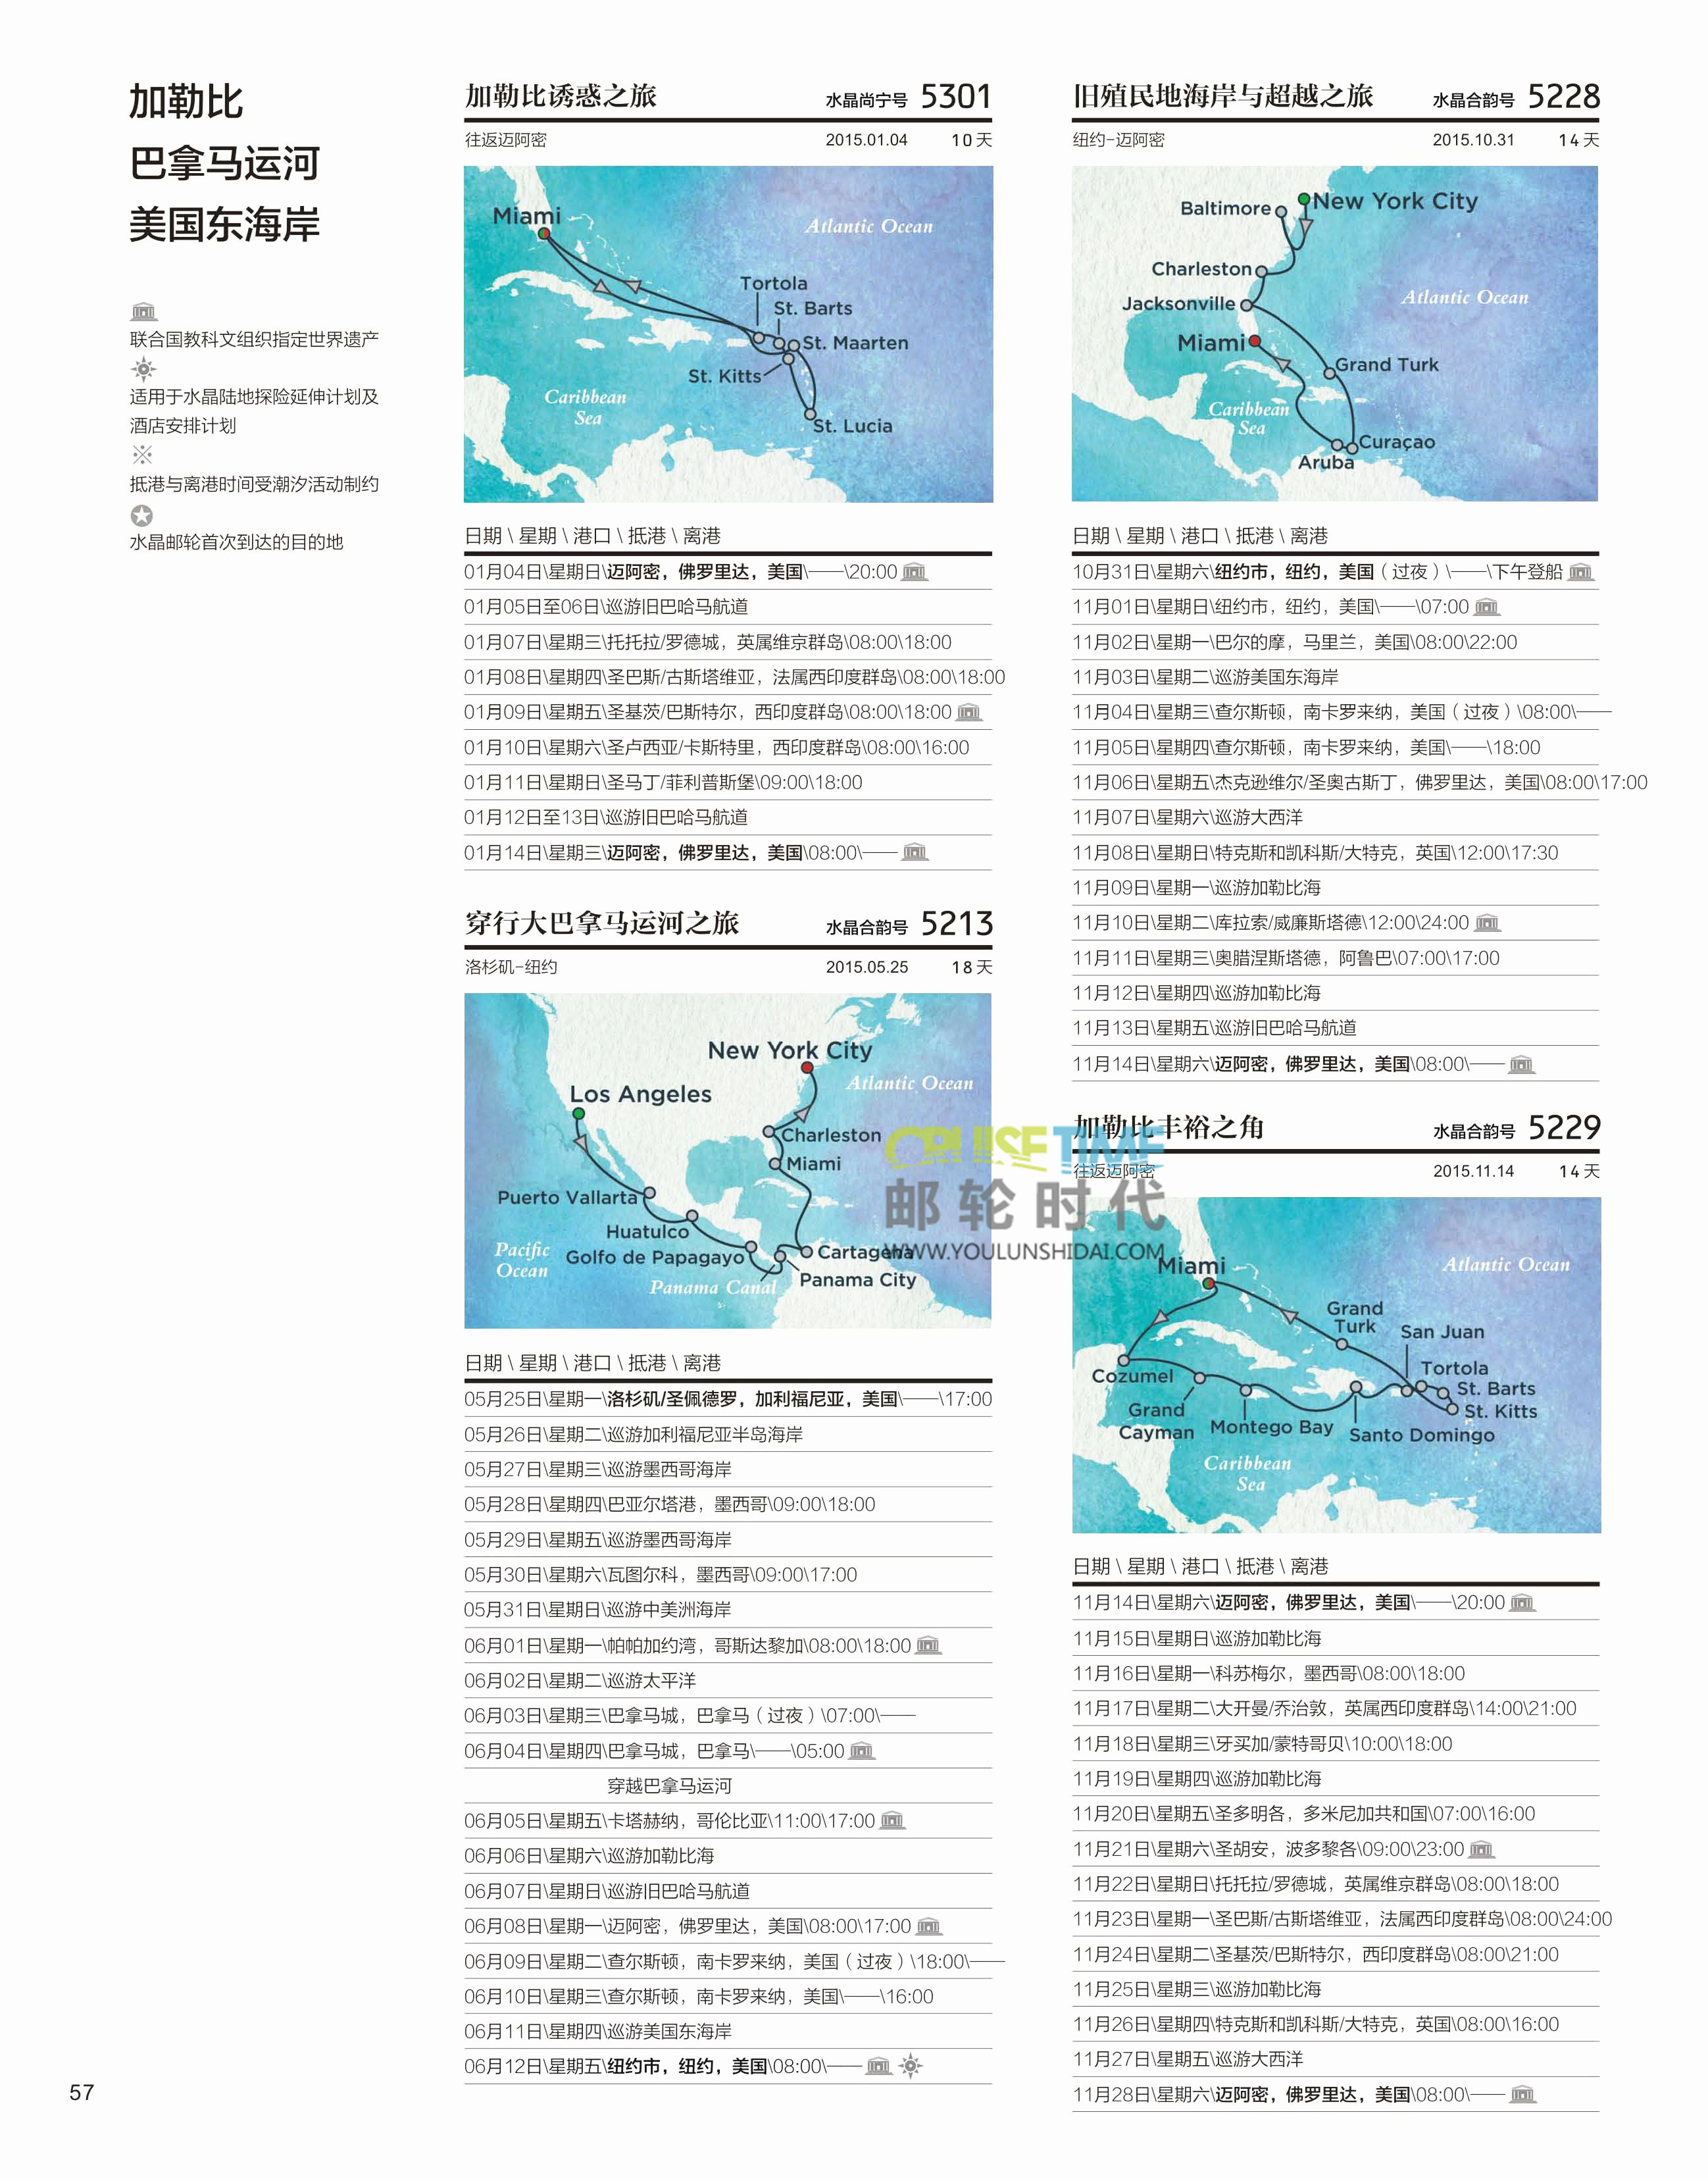 加勒比
巴拿马运河
美国东海岸
联合国教科文组织指定世界遗产
适用于水晶陆地探险延伸计划及
酒店安排计划
抵港与离港时间受潮汐活动制约
水晶邮轮首次到达的目的地
加勒比诱惑之旅 水晶尚宁号 5301
往返迈阿密 2015.01.04 10天
Miami
Atlantic Ocean
Tortola
St. Barts
St. Maarten
St. Kitts
Caribbean
Sea
St. Lucia
日期 \ 星期 \ 港口 \ 抵港 \ 离港
01月04日\星期日\迈阿密，佛罗里达，美国\——\20:00
01月05日至06日\巡游旧巴哈马航道
01月07日\星期三\托托拉/罗德城，英属维京群岛\08:00\18:00
01月08日\星期四\圣巴斯/古斯塔维亚，法属西印度群岛\08:00\18:00
01月09日\星期五\圣基茨/巴斯特尔，西印度群岛\08:00\18:00
01月10日\星期六\圣卢西亚/卡斯特里，西印度群岛\08:00\16:00
01月11日\星期日\圣马丁/菲利普斯堡\09:00\18:00
01月12日至13日\巡游旧巴哈马航道
01月14日\星期三\迈阿密，佛罗里达，美国\08:00\——
穿行大巴拿马运河之旅 水晶合韵号 5213
洛杉矶-纽约 2015.05.25 18天
New York City
Atlantic Ocean
Los Angeles
Charleston
Miami
Puerto Vallarta
Huatulco
Pacific
Ocean
Golfo de Papagayo
Cartagena
Panama Canal
Panama City
日期 \ 星期 \ 港口 \ 抵港 \ 离港
05月25日\星期一\洛杉矶/圣佩德罗，加利福尼亚，美国\——\17:00
05月26日\星期二\巡游加利福尼亚半岛海岸
05月27日\星期三\巡游墨西哥海岸
05月28日\星期四\巴亚尔塔港，墨西哥\09:00\18:00
05月29日\星期五\巡游墨西哥海岸
05月30日\星期六\瓦图尔科，墨西哥\09:00\17:00
05月31日\星期日\巡游中美洲海岸
06月01日\星期一\帕帕加约湾，哥斯达黎加\08:00\18:00
06月02日\星期二\巡游太平洋
06月03日\星期三\巴拿马城，巴拿马（过夜）\07:00\——
06月04日\星期四\巴拿马城，巴拿马\——\05:00
穿越巴拿马运河
06月05日\星期五\卡塔赫纳，哥伦比亚\11:00\17:00
06月06日\星期六\巡游加勒比海
06月07日\星期日\巡游旧巴哈马航道
06月08日\星期一\迈阿密，佛罗里达，美国\08:00\17:00
06月09日\星期二\查尔斯顿，南卡罗来纳，美国（过夜）\18:00\——
06月10日\星期三\查尔斯顿，南卡罗来纳，美国\——\16:00
06月11日\星期四\巡游美国东海岸
06月12日\星期五\纽约市，纽约，美国\08:00\——
旧殖民地海岸与超越之旅 水晶合韵号 5228
纽约-迈阿密 2015.10.31 14天
Baltimore
New York City
Charleston
Jacksonville
Atlantic Ocean
Miami
Grand Turk
Caribbean
Sea
Curaçao
Aruba
日期 \ 星期 \ 港口 \ 抵港 \ 离港
10月31日\星期六\纽约市，纽约，美国（过夜）\——\下午登船
11月01日\星期日\纽约市，纽约，美国\——\07:00
11月02日\星期一\巴尔的摩，马里兰，美国\08:00\22:00
11月03日\星期二\巡游美国东海岸
11月04日\星期三\查尔斯顿，南卡罗来纳，美国（过夜）\08:00\——
11月05日\星期四\查尔斯顿，南卡罗来纳，美国\——\18:00
11月06日\星期五\杰克逊维尔/圣奥古斯丁，佛罗里达，美国\08:00\17:00
11月07日\星期六\巡游大西洋
11月08日\星期日\特克斯和凯科斯/大特克，英国\12:00\17:30
11月09日\星期一\巡游加勒比海
11月10日\星期二\库拉索/威廉斯塔德\12:00\24:00
11月11日\星期三\奥腊涅斯塔德，阿鲁巴\07:00\17:00
11月12日\星期四\巡游加勒比海
11月13日\星期五\巡游旧巴哈马航道
11月14日\星期六\迈阿密，佛罗里达，美国\08:00\——
加勒比丰裕之角 水晶合韵号 5229
往返迈阿密 2015.11.14 14天
CRUISETIME
邮轮时代
WWW.YOULUNSHIDAI.COM
Miami
Atlantic Ocean
Grand
Turk
San Juan
Tortola
Cozumel
St. Barts
St. Kitts
Grand
Cayman
Montego Bay
Santo Domingo
Caribbean
Sea
日期 \ 星期 \ 港口 \ 抵港 \ 离港
11月14日\星期六\迈阿密，佛罗里达，美国\——\20:00
11月15日\星期日\巡游加勒比海
11月16日\星期一\科苏梅尔，墨西哥\08:00\18:00
11月17日\星期二\大开曼/乔治敦，英属西印度群岛\14:00\21:00
11月18日\星期三\牙买加/蒙特哥贝\10:00\18:00
11月19日\星期四\巡游加勒比海
11月20日\星期五\圣多明各，多米尼加共和国\07:00\16:00
11月21日\星期六\圣胡安，波多黎各\09:00\23:00
11月22日\星期日\托托拉/罗德城，英属维京群岛\08:00\18:00
11月23日\星期一\圣巴斯/古斯塔维亚，法属西印度群岛\08:00\24:00
11月24日\星期二\圣基茨/巴斯特尔，西印度群岛\08:00\21:00
11月25日\星期三\巡游加勒比海
11月26日\星期四\特克斯和凯科斯/大特克，英国\08:00\16:00
11月27日\星期五\巡游大西洋
11月28日\星期六\迈阿密，佛罗里达，美国\08:00\——
57